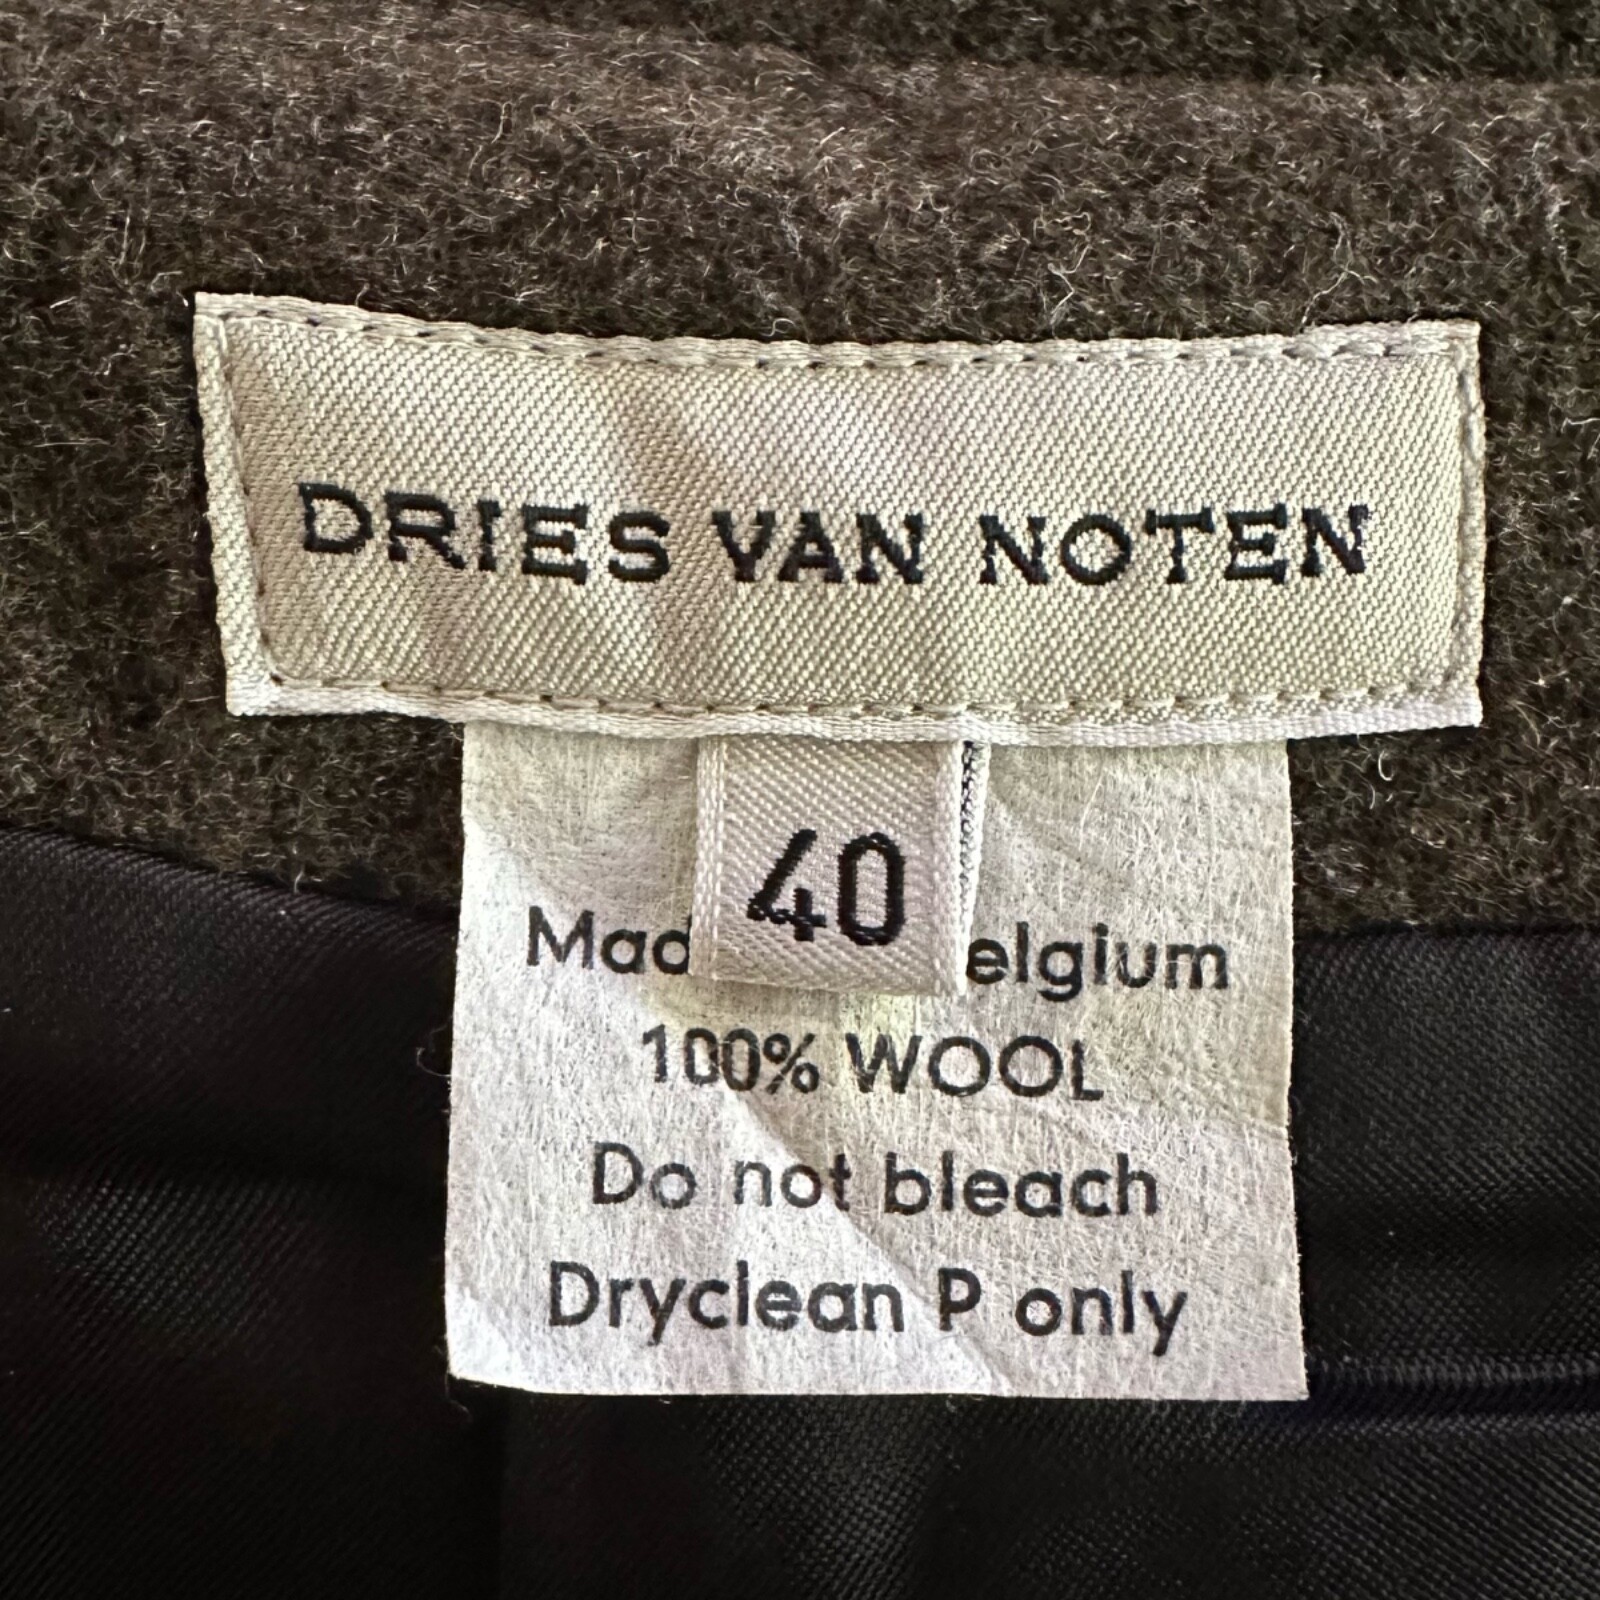 DRIES VAN NOTEN
40
Mad elgium
100% WOOL
Do not bleach
Dryclean P only